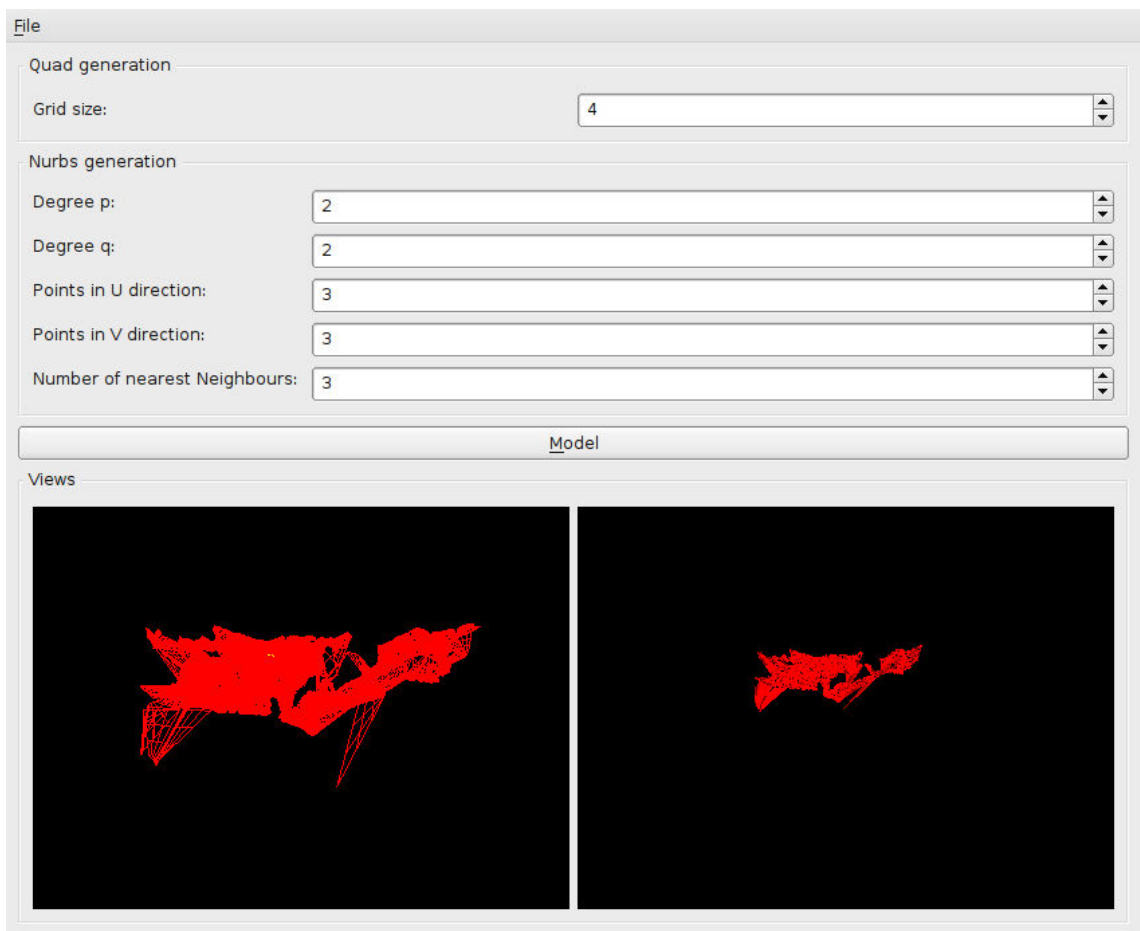 File
Quad generation
Grid size: 4
Nurbs generation
Degree p: 2
Degree q: 2
Points in U direction: 3
Points in V direction: 3
Number of nearest Neighbours: 3
Model
Views